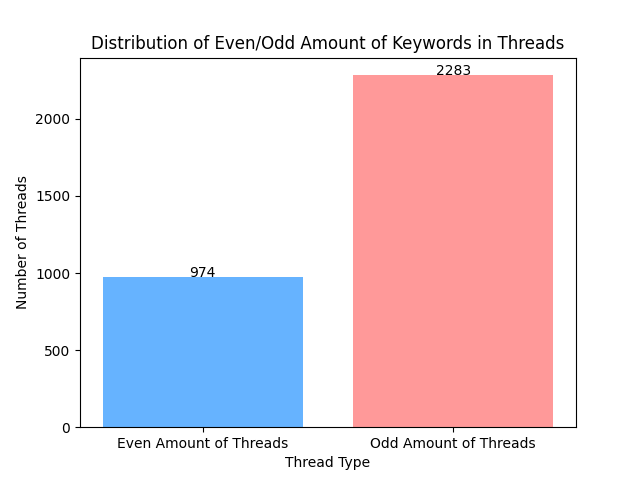 Distribution of Even/Odd Amount of Keywords in Threads
2283
2000
1500
1000
974
500
0
Number of Threads
Even Amount of Threads
Odd Amount of Threads
Thread Type